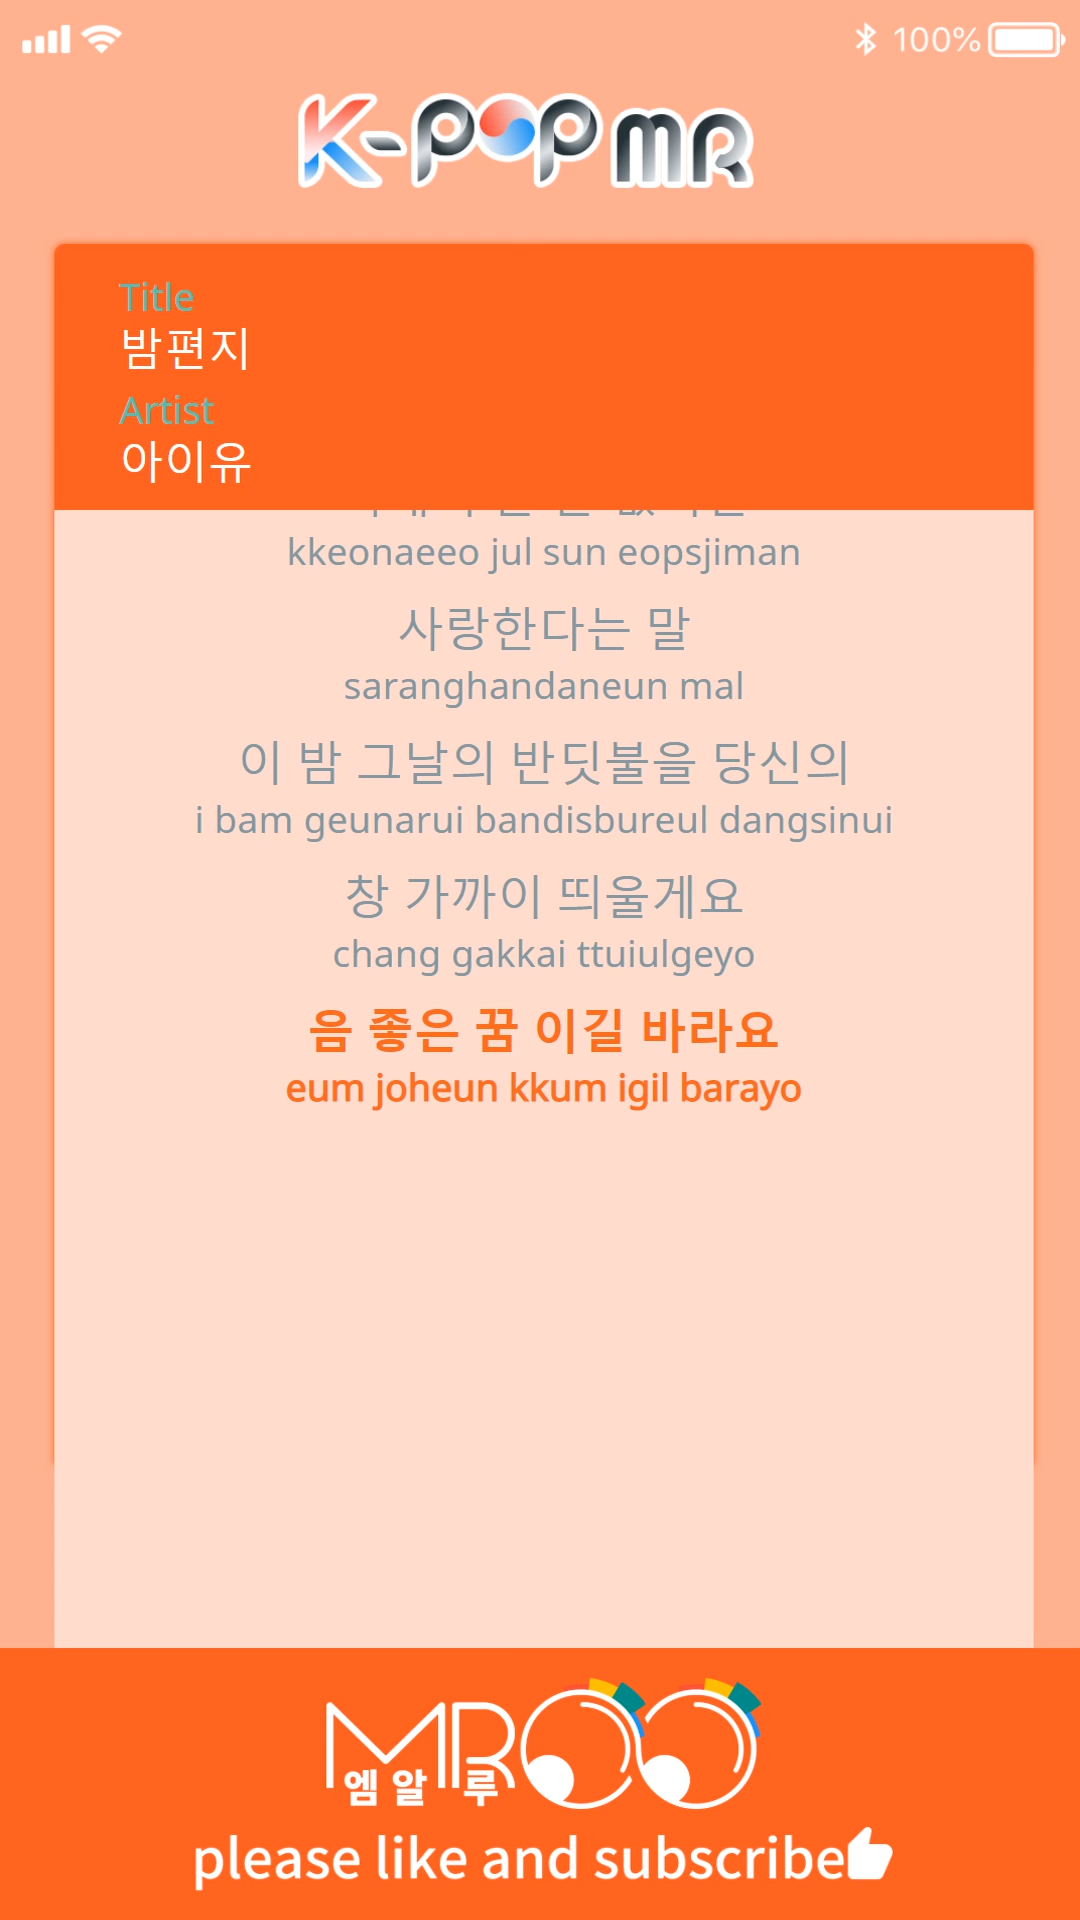 100%
K-POP MR
Title
밤편지
Artist
아이유
kkeonaeeo jul sun eopsjiman
사랑한다는 말
saranghandaneun mal
이 밤 그날의 반딧불을 당신의
i bam geunarui bandisbureul dangsinui
창 가까이 띄울게요
chang gakkai ttuiulgeyo
음 좋은 꿈 이길 바라요
eum joheun kkum igil barayo
MROO
엠 알 루
please like and subscribe